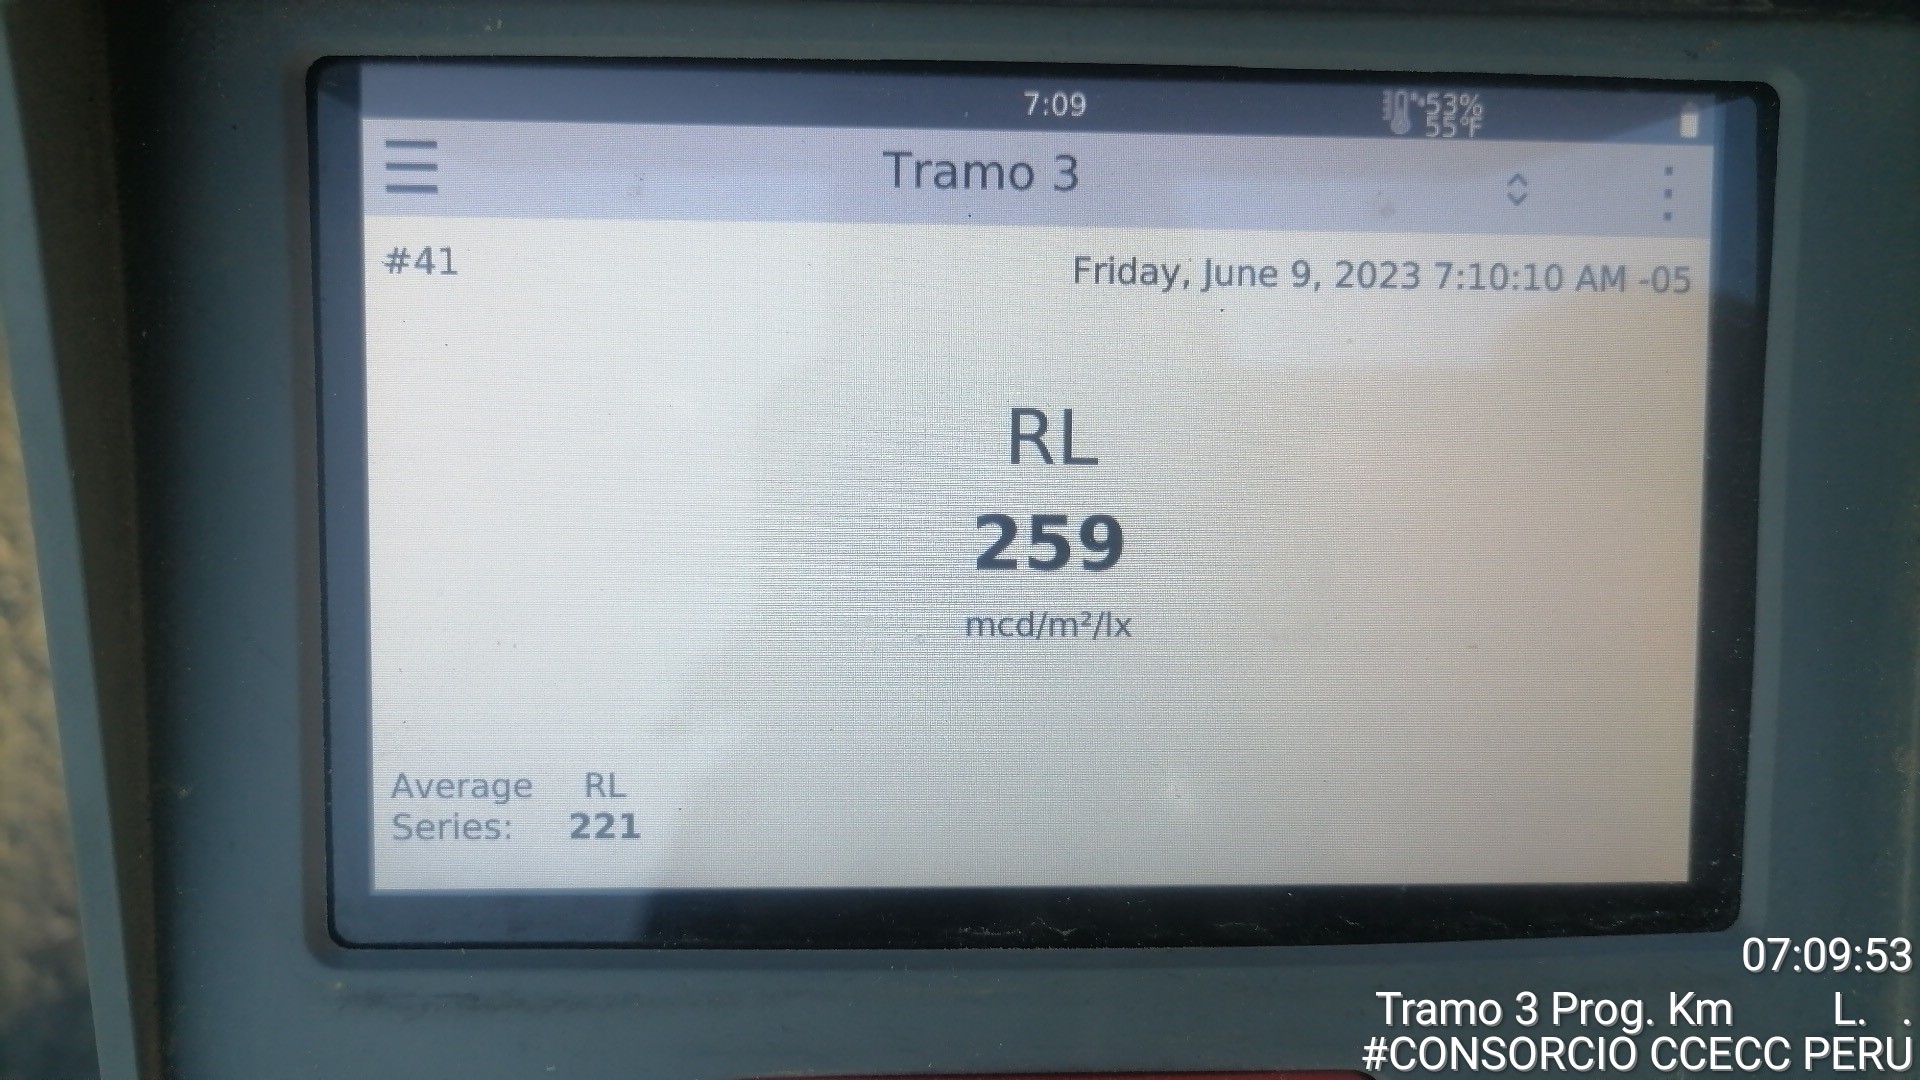 7:09
53%
55°F
Tramo 3
#41
Friday, June 9, 2023 7:10:10 AM -05
RL
259
mcd/m²/lx
Average RL
Series: 221
07:09:53
Tramo 3 Prog. Km L. .
#CONSORCIO CCECC PERU